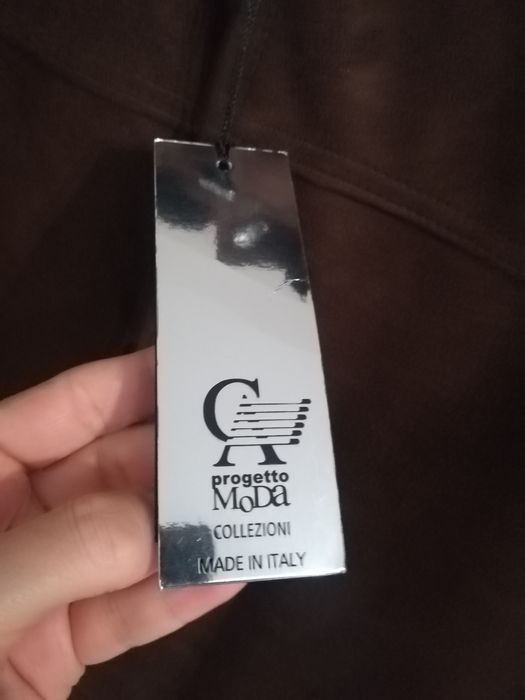 CA
progetto
MoDa
COLLEZIONI
MADE IN ITALY